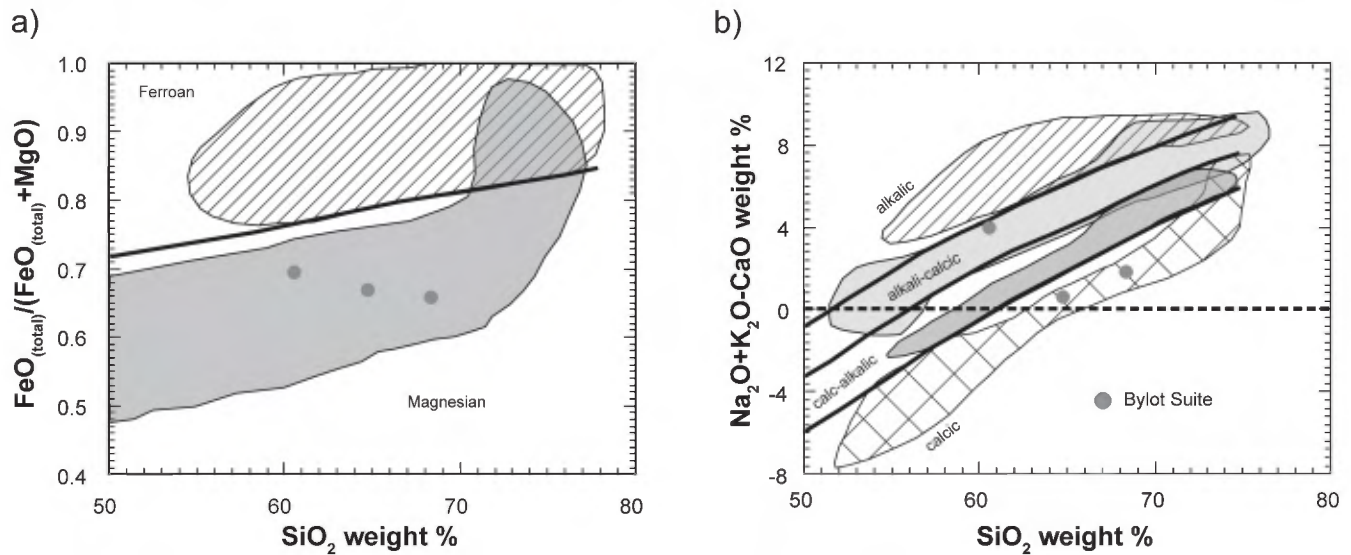 a)
1.0
0.9
0.8
0.7
0.6
0.5
0.4
50
60
70
80
FeO(total)/(FeO(total)+MgO)
SiO2 weight %
Ferroan
Magnesian
b)
12
8
4
0
-4
-8
50
60
70
80
Na2O+K2O-CaO weight %
SiO2 weight %
alkalic
alkali-calcic
calc-alkalic
calcic
Bylot Suite